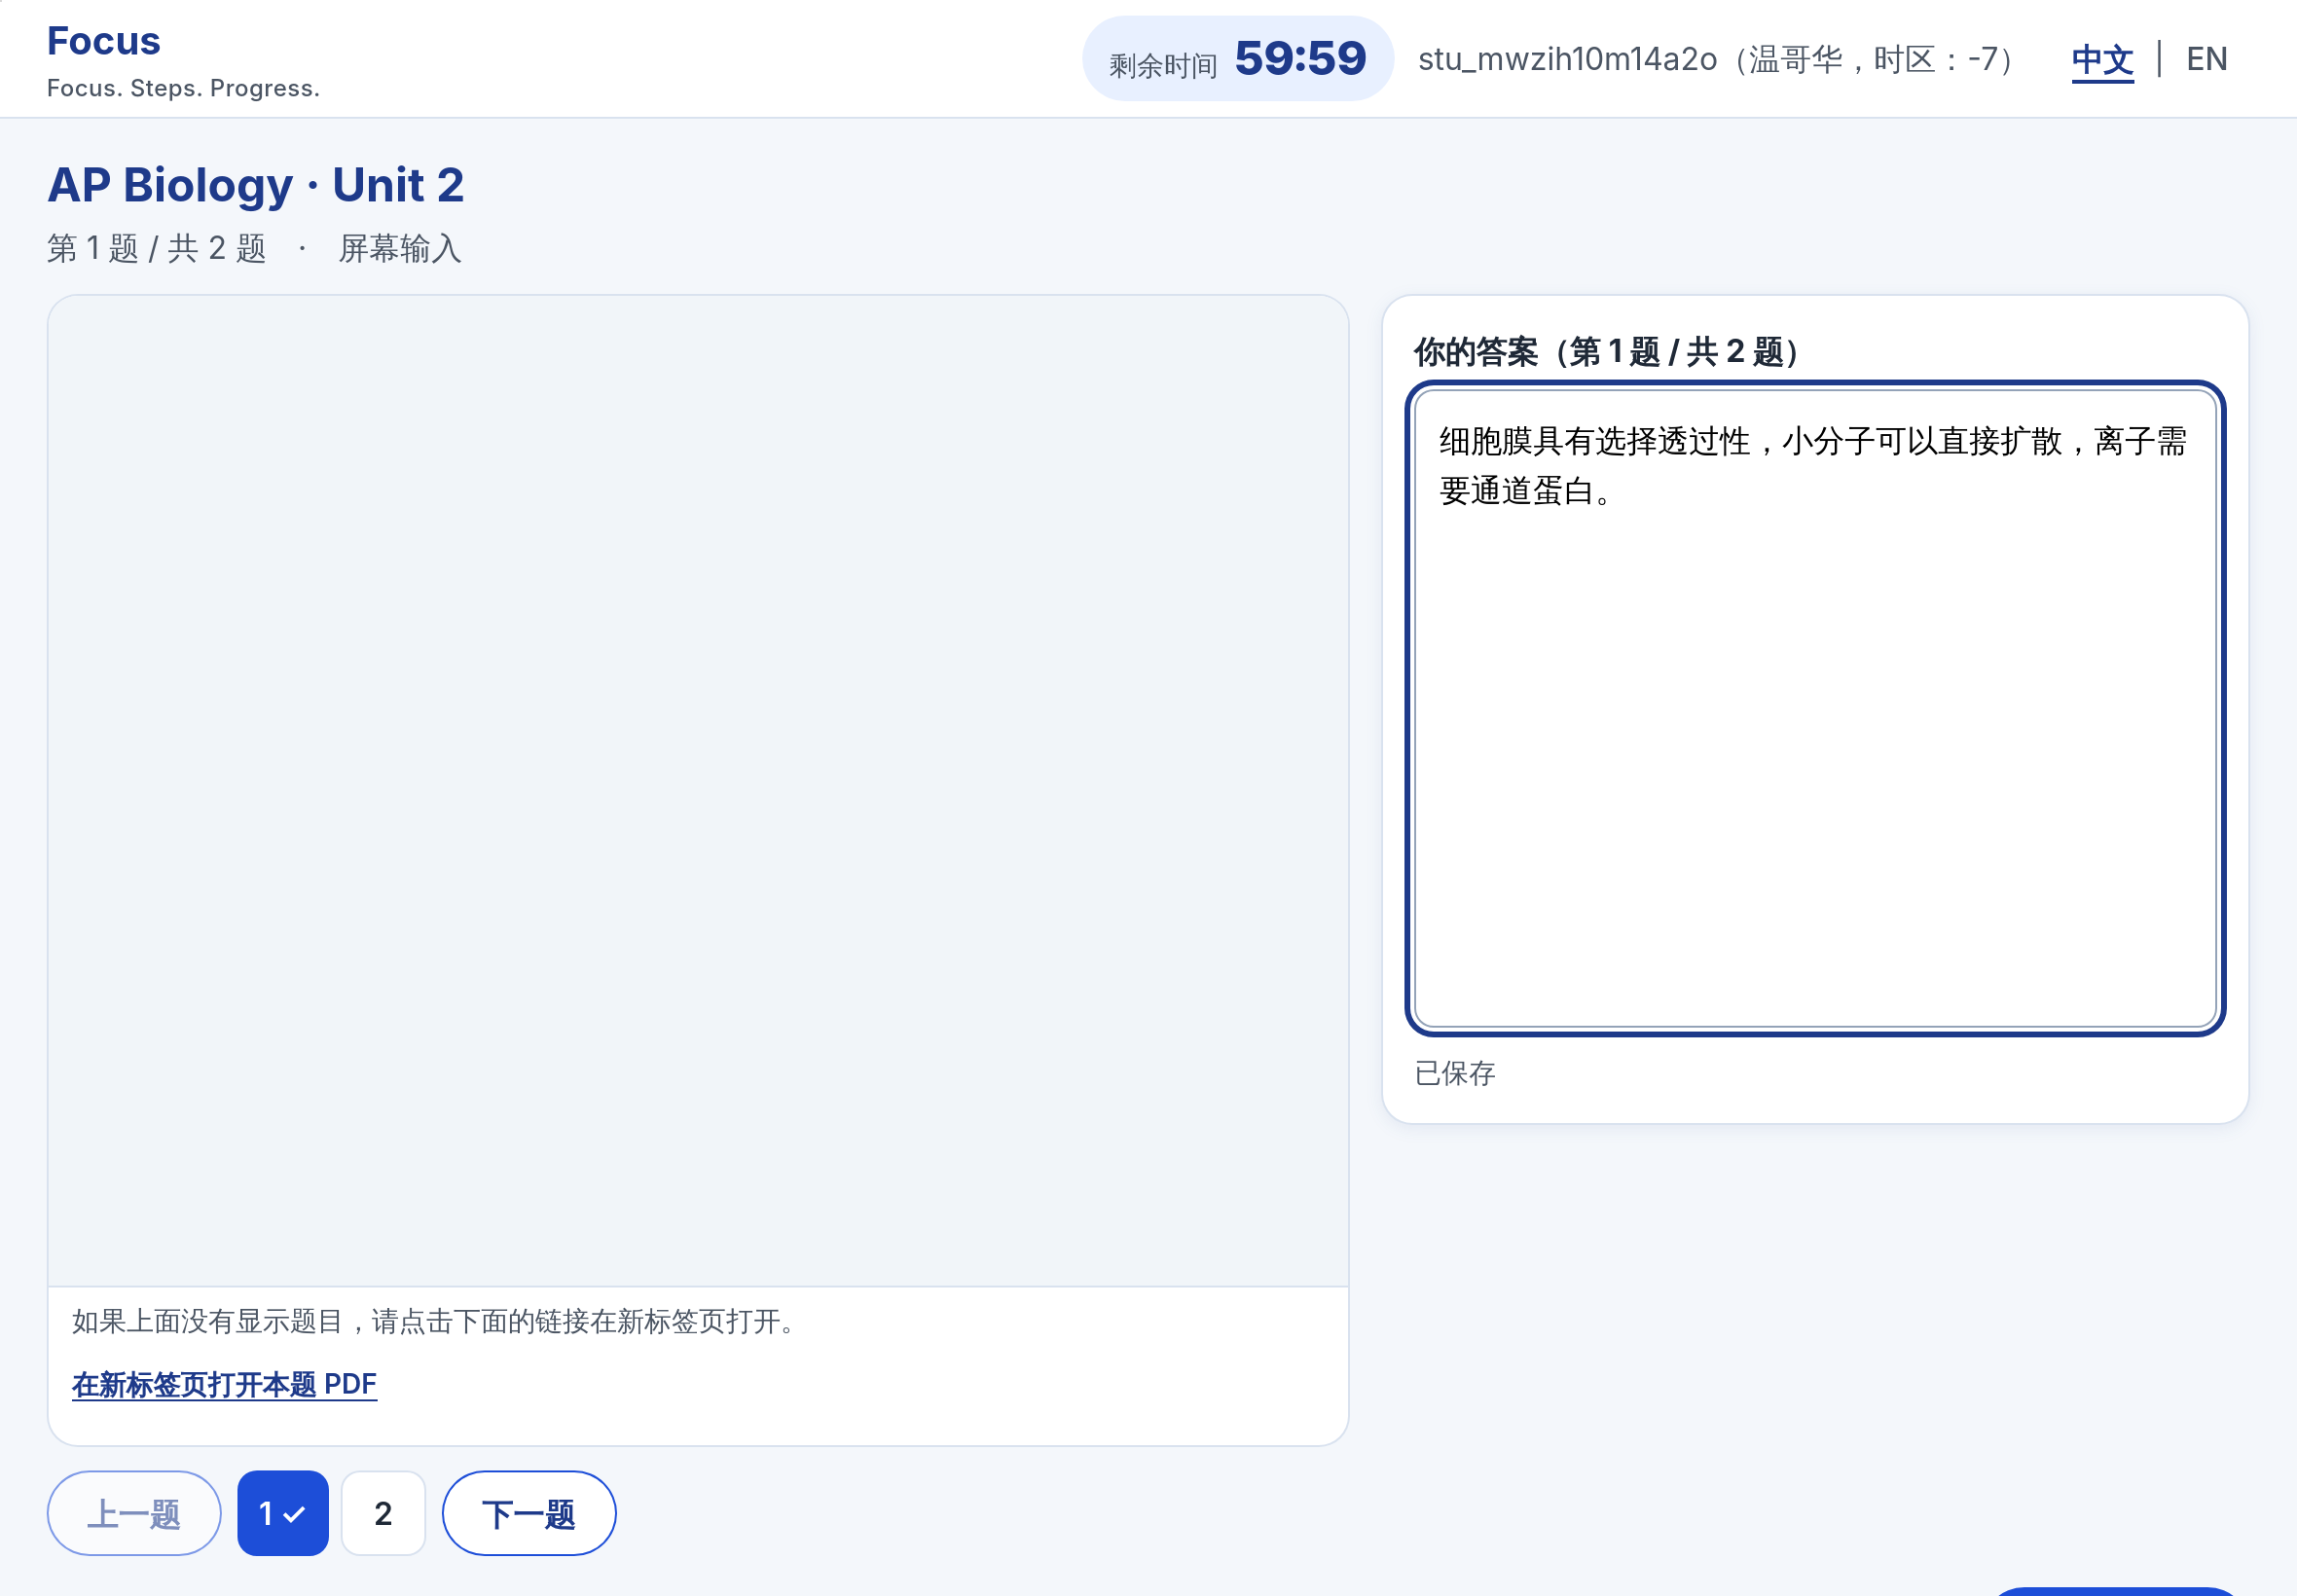 Focus
Focus. Steps. Progress.
剩余时间 59:59
stu_mwzih10m14a2o（温哥华，时区：-7）
中文 | EN
AP Biology · Unit 2
第 1 题 / 共 2 题 · 屏幕输入
你的答案（第 1 题 / 共 2 题）
细胞膜具有选择透过性，小分子可以直接扩散，离子需
要通道蛋白。
已保存
如果上面没有显示题目，请点击下面的链接在新标签页打开。
在新标签页打开本题 PDF
上一题
1 ✓
2
下一题